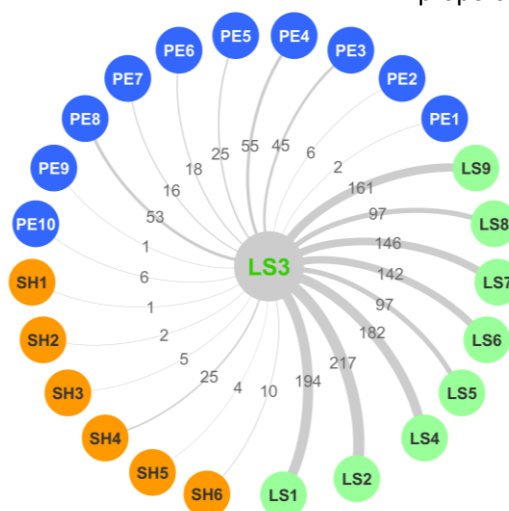 propor
PE5
PE4
PE3
PE6
PE2
PE7
PE1
PE8
LS9
PE9
LS8
PE10
LS7
SH1
LS6
SH2
LS5
SH3
LS4
SH4
LS2
SH5
LS1
SH6
LS3
25
55
45
6
2
18
16
161
53
97
1
146
6
142
1
97
2
182
5
217
25
194
4
10